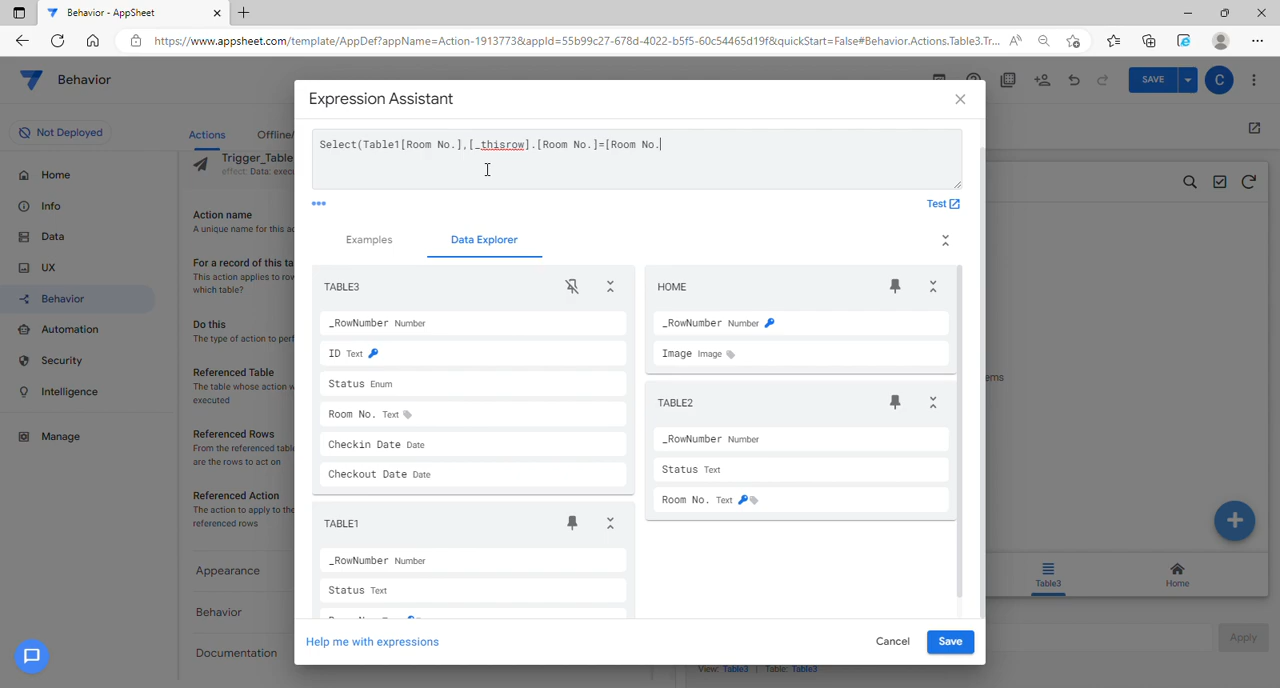 Behavior - AppSheet
https://www.appsheet.com/template/AppDef?appName=Action-1913773&appId=55b99c27-678d-4022-b5f5-60c54465d19f&quickStart=False#Behavior.Actions.Table3.Tr...
Behavior
SAVE
C
Not Deployed
Actions
Offline/
Home
Info
Data
UX
Behavior
Automation
Security
Intelligence
Manage
Trigger_Table
effect: Data: execu
Action name
A unique name for this ac
For a record of this ta
This action applies to row
which table?
Do this
The type of action to perf
Referenced Table
The table whose action w
executed
Referenced Rows
From the referenced table
are the rows to act on
Referenced Action
The action to apply to the
referenced rows
Appearance
Behavior
Documentation
Expression Assistant
Select(Table1[Room No.],[_thisrow].[Room No.]=[Room No.
Test
Examples
Data Explorer
TABLE3
_RowNumber Number
ID Text
Status Enum
Room No. Text
Checkin Date Date
Checkout Date Date
TABLE1
_RowNumber Number
Status Text
HOME
_RowNumber Number
Image Image
TABLE2
_RowNumber Number
Status Text
Room No. Text
Help me with expressions
Cancel
Save
ems
Table3
Home
Apply
View: Table3 Table: Table3